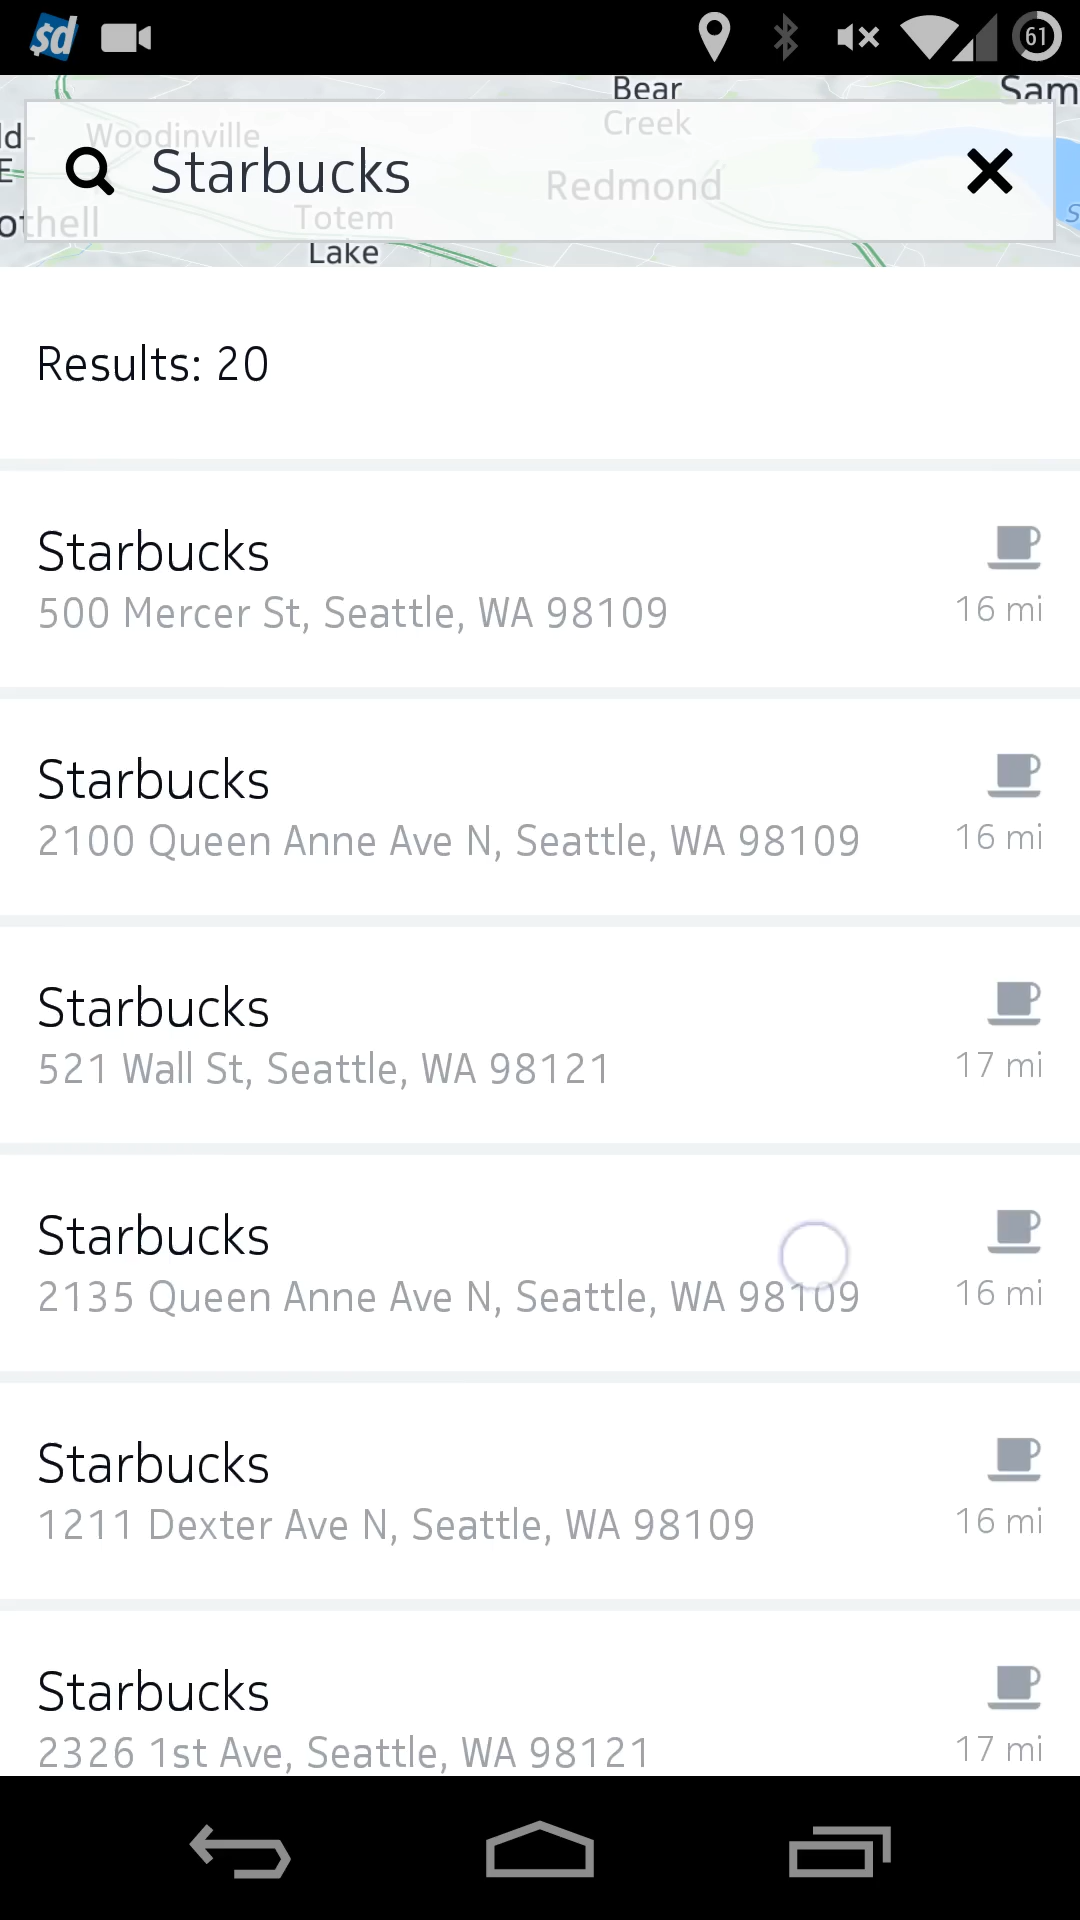 sd
61
Bear
Sam
Woodinville
Creek
Starbucks
Redmond
Totem
Lake
Results: 20
Starbucks
500 Mercer St, Seattle, WA 98109
16 mi
Starbucks
2100 Queen Anne Ave N, Seattle, WA 98109
16 mi
Starbucks
521 Wall St, Seattle, WA 98121
17 mi
Starbucks
2135 Queen Anne Ave N, Seattle, WA 98109
16 mi
Starbucks
1211 Dexter Ave N, Seattle, WA 98109
16 mi
Starbucks
2326 1st Ave, Seattle, WA 98121
17 mi